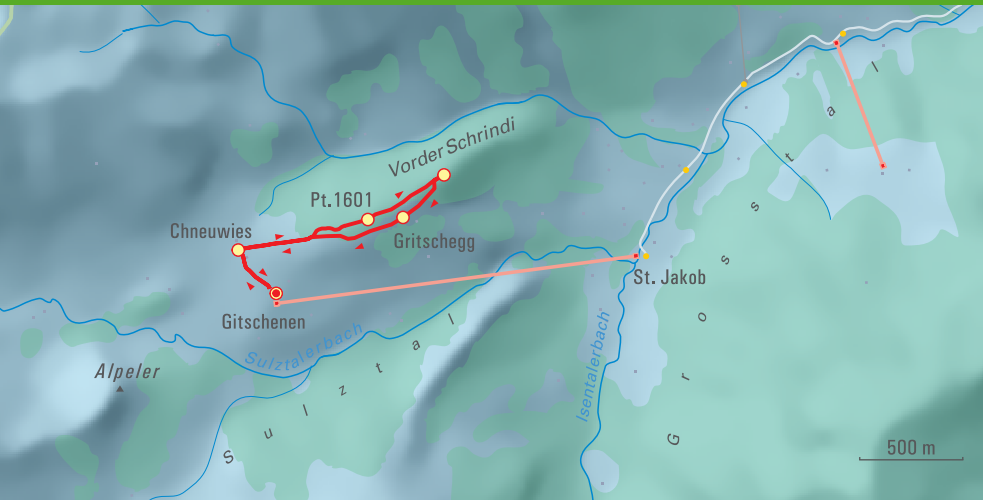 Vorder Schrindi
Pt.1601
Chneuwies
Gritschegg
St. Jakob
Gitschenen
Sulztalerbach
Isentalerbach'
Alpeler
Sulztal
Grosstal
500 m